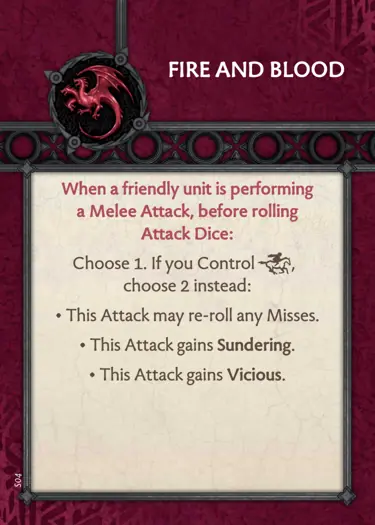 FIRE AND BLOOD
When a friendly unit is performing
a Melee Attack, before rolling
Attack Dice:
Choose 1. If you Control ,
choose 2 instead:
• This Attack may re-roll any Misses.
• This Attack gains Sundering.
• This Attack gains Vicious.
S04